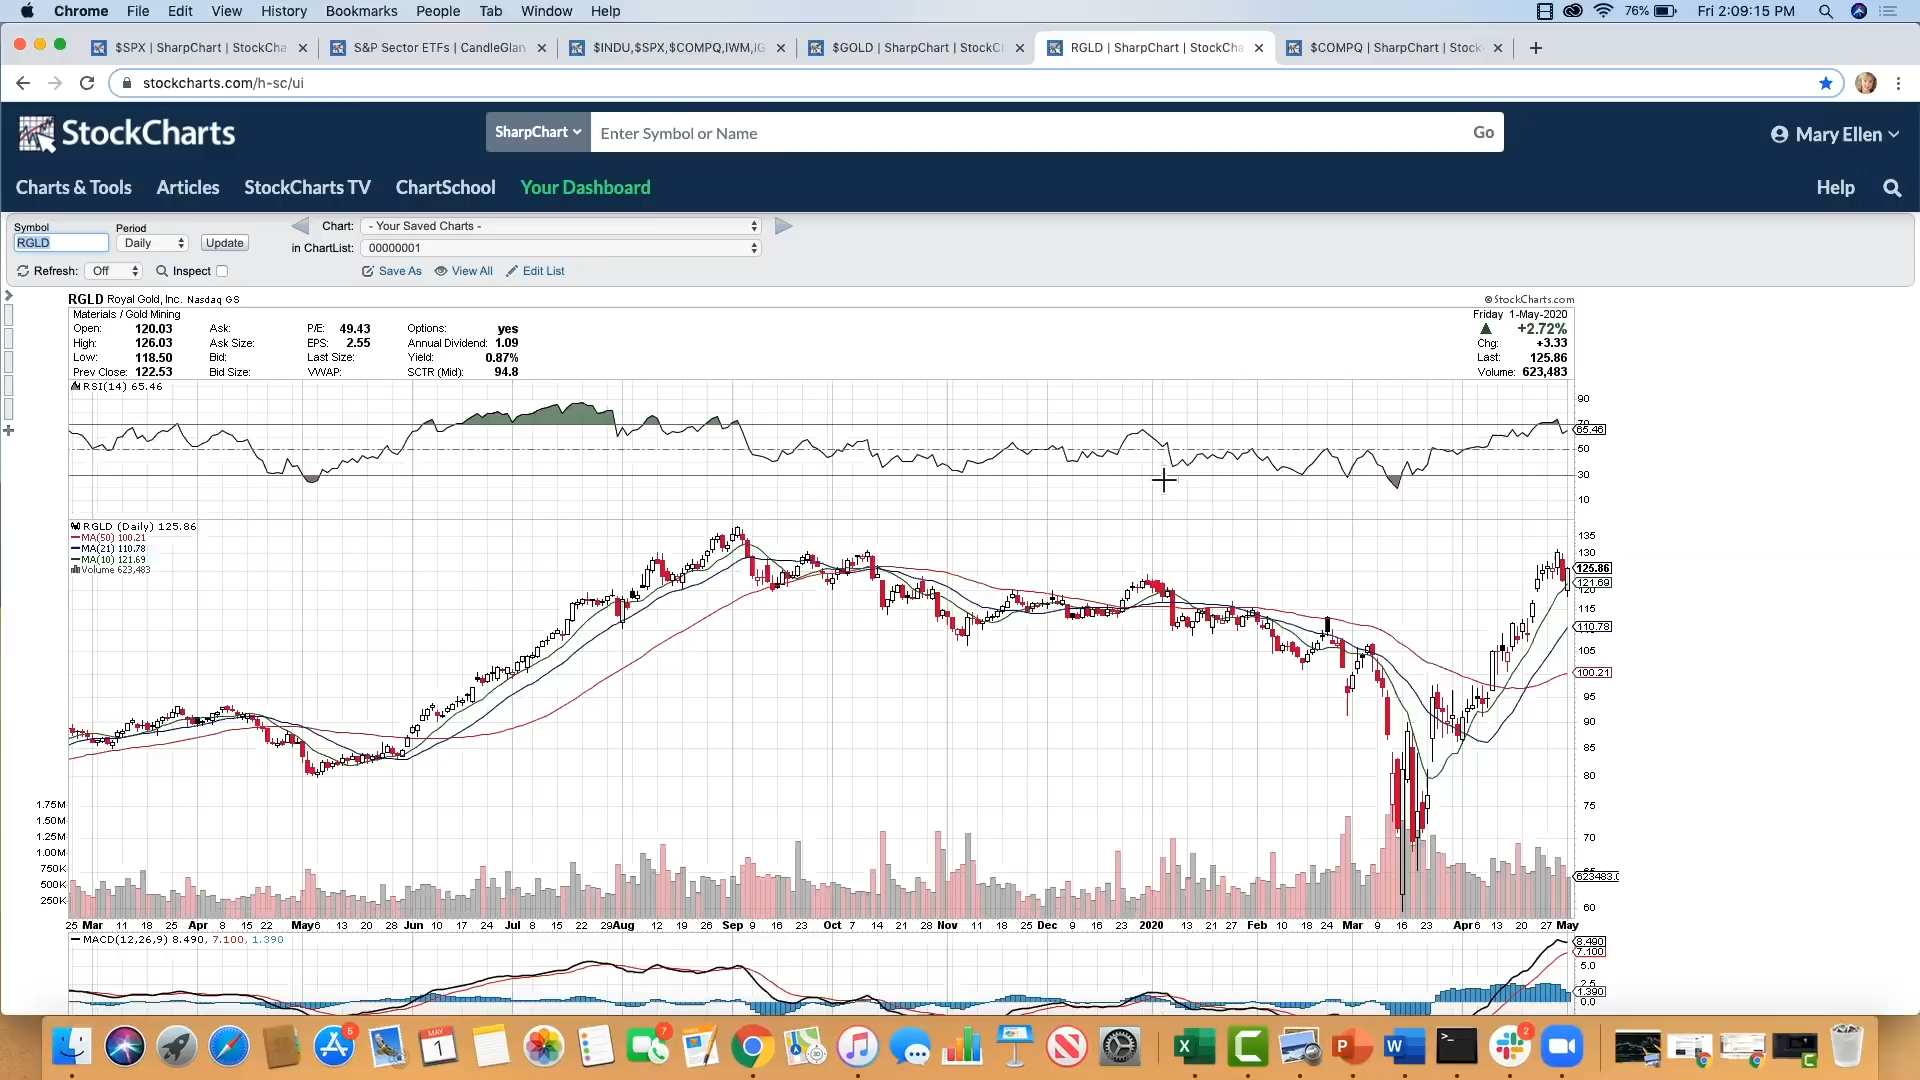 Chrome File Edit View History Bookmarks People Tab Window Help 76% Fri 2:09:15 PM
$SPX | SharpChart | StockCha
S&P Sector ETFs | CandleGlan
$INDU,$SPX,$COMPQ,IWM,IG
$GOLD | SharpChart | StockC
RGLD | SharpChart | StockCha
$COMPQ | SharpChart | Stock
stockcharts.com/h-sc/ui
StockCharts SharpChart Enter Symbol or Name Go Mary Ellen
Charts & Tools Articles StockCharts TV ChartSchool Your Dashboard Help
Symbol Period Chart: - Your Saved Charts -
RGLD Daily Update in ChartList: 00000001
Refresh: Off Inspect Save As View All Edit List
RGLD Royal Gold, Inc. Nasdaq GS ©StockCharts.com
Materials / Gold Mining Friday 1-May-2020
Open: 120.03 Ask: P/E: 49.43 Options: yes +2.72%
High: 126.03 Ask Size: EPS: 2.55 Annual Dividend: 1.09 Chg: +3.33
Low: 118.50 Bid: Last Size: Yield: 0.87% Last: 125.86
Prev Close: 122.53 Bid Size: VWAP: SCTR (Mid): 94.8 Volume: 623,483
RSI(14) 65.46
90
70
65.46
50
30
10
RGLD (Daily) 125.86
MA(50) 100.21
MA(21) 110.78
MA(10) 121.69
Volume 623,483
135
130
125.86
121.69
120
115
110.78
105
100.21
95
90
85
80
75
70
65
623483.0
60
1.75M
1.50M
1.25M
1.00M
750K
500K
250K
25 Mar 11 18 25 Apr 8 15 22 May6 13 20 28 Jun 10 17 24 Jul 8 15 22 29Aug 12 19 26 Sep 9 16 23 Oct 7 14 21 28 Nov 11 18 25 Dec 9 16 23 2020 13 21 27 Feb 10 18 24 Mar 9 16 23 Apr6 13 20 27 May
MACD(12,26,9) 8.490, 7.100, 1.390
8.490
7.100
5.0
2.5
1.390
0.0
5 MAY 1 7 2